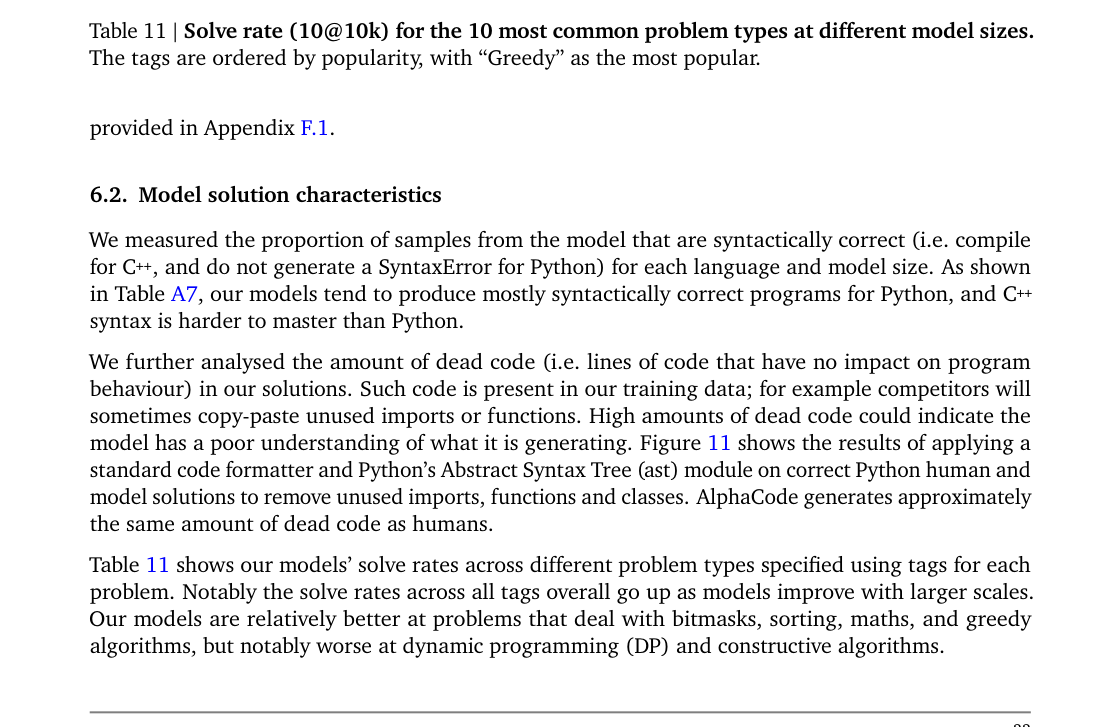 Table 11 | Solve rate (10@10k) for the 10 most common problem types at different model sizes.
The tags are ordered by popularity, with “Greedy” as the most popular.
provided in Appendix F.1.
6.2. Model solution characteristics
We measured the proportion of samples from the model that are syntactically correct (i.e. compile
for C++, and do not generate a SyntaxError for Python) for each language and model size. As shown
in Table A7, our models tend to produce mostly syntactically correct programs for Python, and C++
syntax is harder to master than Python.
We further analysed the amount of dead code (i.e. lines of code that have no impact on program
behaviour) in our solutions. Such code is present in our training data; for example competitors will
sometimes copy-paste unused imports or functions. High amounts of dead code could indicate the
model has a poor understanding of what it is generating. Figure 11 shows the results of applying a
standard code formatter and Python’s Abstract Syntax Tree (ast) module on correct Python human and
model solutions to remove unused imports, functions and classes. AlphaCode generates approximately
the same amount of dead code as humans.
Table 11 shows our models’ solve rates across different problem types specified using tags for each
problem. Notably the solve rates across all tags overall go up as models improve with larger scales.
Our models are relatively better at problems that deal with bitmasks, sorting, maths, and greedy
algorithms, but notably worse at dynamic programming (DP) and constructive algorithms.